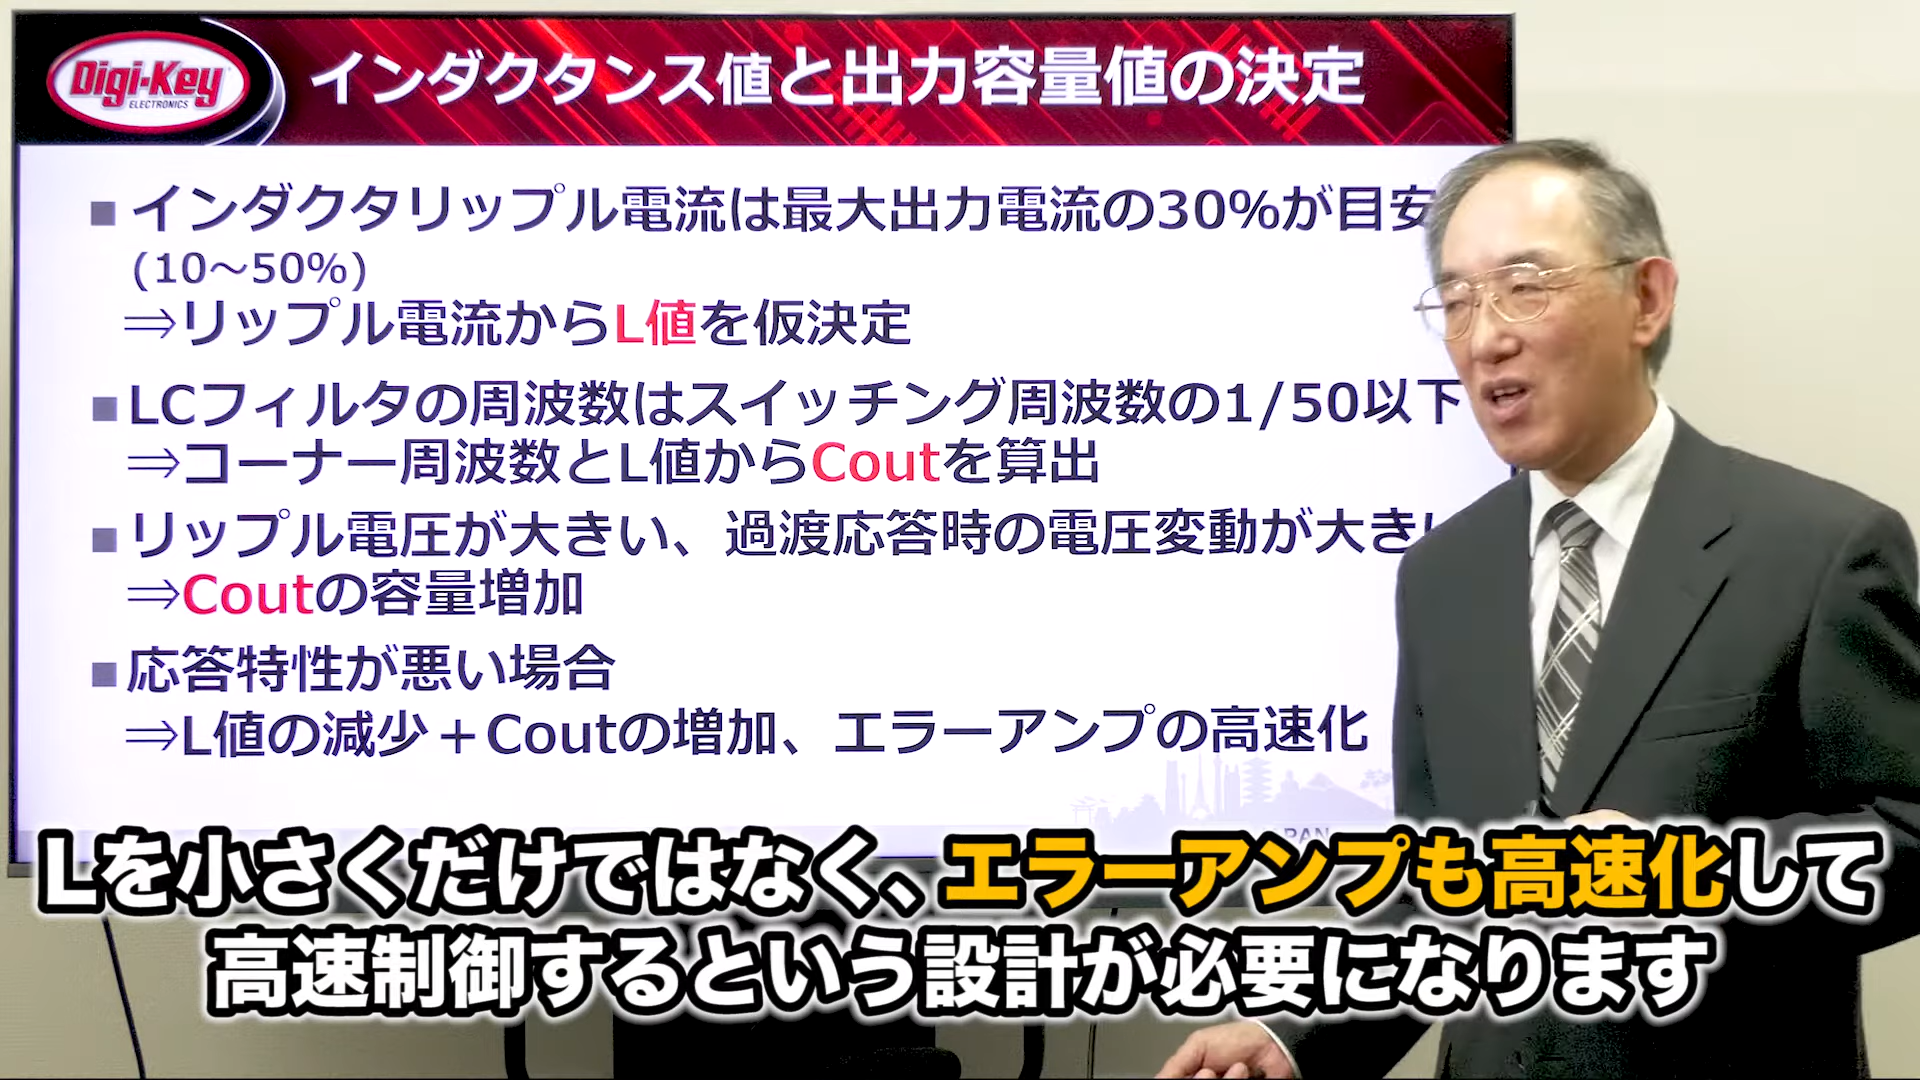 Digi-Key
ELECTRONICS
インダクタンス値と出力容量値の決定
■インダクタリップル電流は最大出力電流の30%が目安
(10～50%)
⇒リップル電流からL値を仮決定
■LCフィルタの周波数はスイッチング周波数の1/50以下
⇒コーナー周波数とL値からCoutを算出
■リップル電圧が大きい、過渡応答時の電圧変動が大き
⇒Coutの容量増加
■応答特性が悪い場合
⇒L値の減少＋Coutの増加、エラーアンプの高速化
Lを小さくだけではなく、エラーアンプも高速化して
高速制御するという設計が必要になります